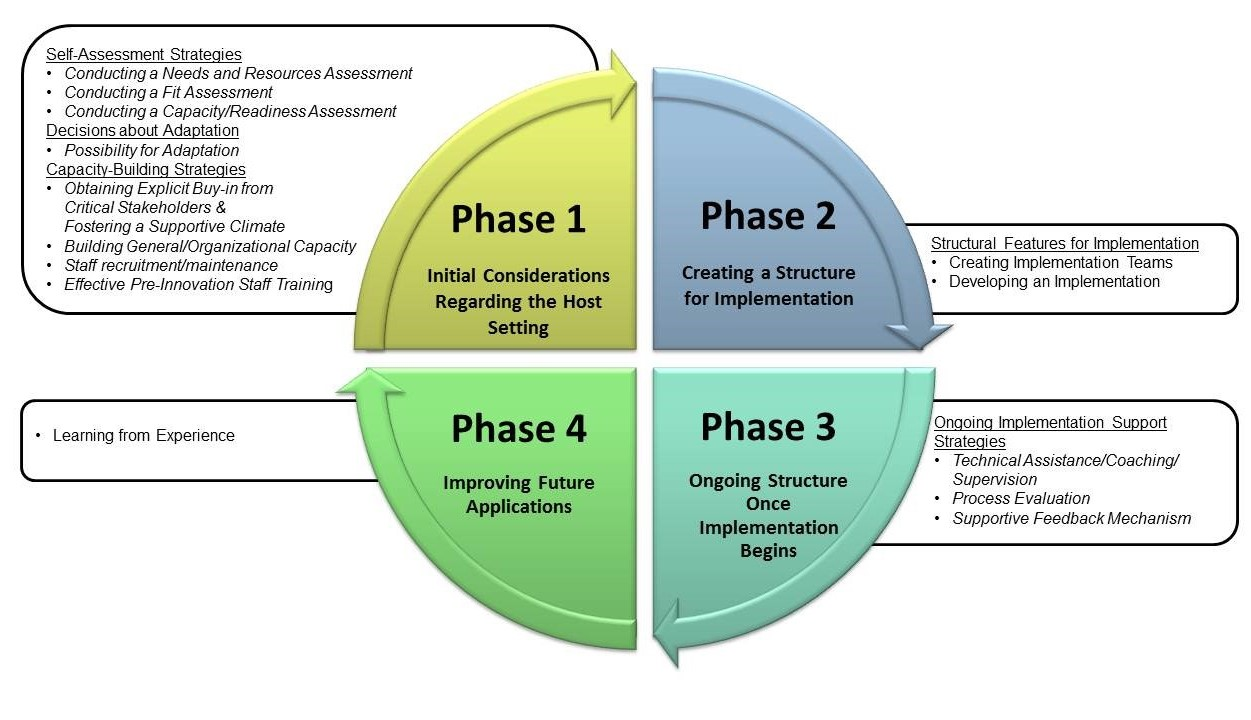 Self-Assessment Strategies
• Conducting a Needs and Resources Assessment
• Conducting a Fit Assessment
• Conducting a Capacity/Readiness Assessment
Decisions about Adaptation
• Possibility for Adaptation
Capacity-Building Strategies
• Obtaining Explicit Buy-in from
Critical Stakeholders &
Fostering a Supportive Climate
• Building General/Organizational Capacity
• Staff recruitment/maintenance
• Effective Pre-Innovation Staff Training
Phase 1
Initial Considerations
Regarding the Host
Setting
Phase 2
Creating a Structure
for Implementation
Structural Features for Implementation
• Creating Implementation Teams
• Developing an Implementation
Phase 3
Ongoing Structure
Once
Implementation
Begins
Ongoing Implementation Support
Strategies
• Technical Assistance/Coaching/
Supervision
• Process Evaluation
• Supportive Feedback Mechanism
Phase 4
Improving Future
Applications
• Learning from Experience